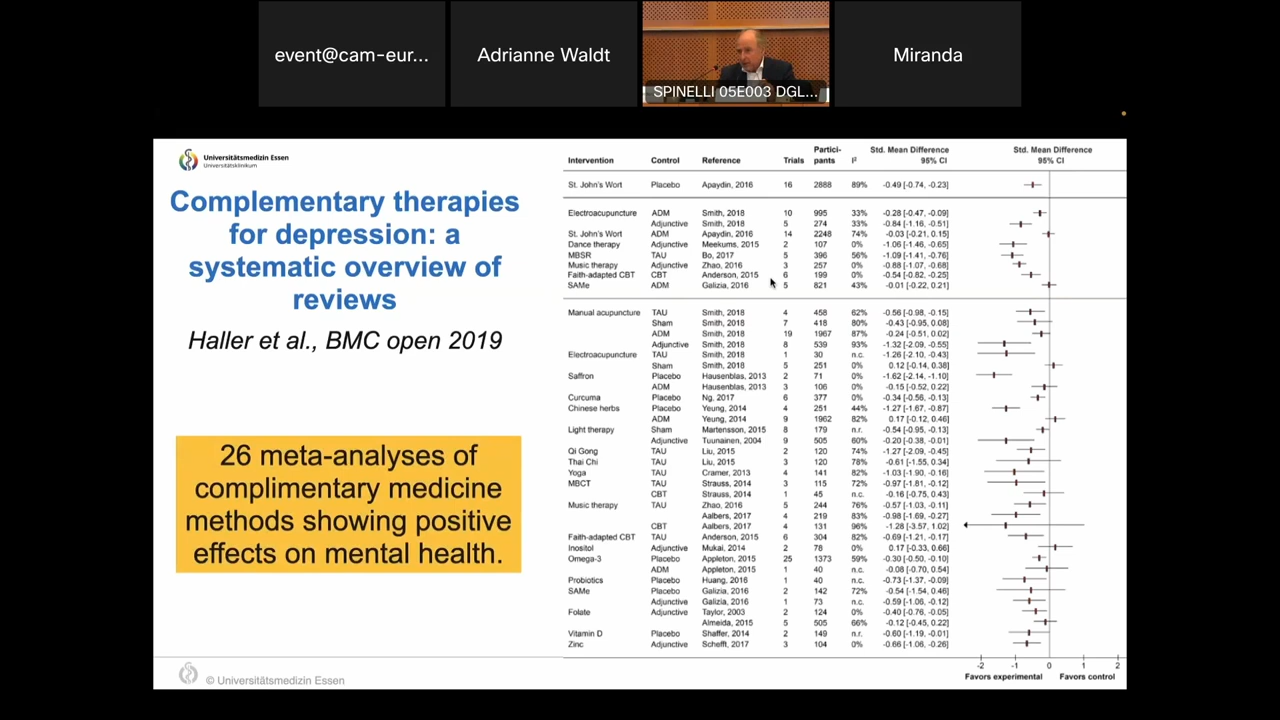 event@cam-eur...
Adrianne Waldt
SPINELLI 05E003 DGL...
Miranda
Universitätsmedizin Essen
Universitätsklinikum
Complementary therapies
for depression: a
systematic overview of
reviews
Haller et al., BMC open 2019
26 meta-analyses of
complimentary medicine
methods showing positive
effects on mental health.
© Universitätsmedizin Essen
Intervention Control Reference Trials Partici-pants I² Std. Mean Difference 95% CI Std. Mean Difference 95% CI
St. John's Wort Placebo Apaydin, 2016 16 2888 89% -0.49 [-0.74, -0.23]
Electroacupuncture ADM Smith, 2018 10 995 33% -0.28 [-0.47, -0.09]
Adjunctive Smith, 2018 5 274 33% -0.84 [-1.16, -0.51]
St. John's Wort ADM Apaydin, 2016 14 2248 74% -0.03 [-0.21, 0.15]
Dance therapy Adjunctive Meekums, 2015 2 107 0% -1.06 [-1.46, -0.65]
MBSR TAU Bo, 2017 5 396 56% -1.09 [-1.41, -0.76]
Music therapy Adjunctive Zhao, 2016 3 257 0% -0.88 [-1.07, -0.68]
Faith-adapted CBT CBT Anderson, 2015 6 199 0% -0.54 [-0.82, -0.25]
SAMe ADM Galizia, 2016 5 821 43% -0.01 [-0.22, 0.21]
Manual acupuncture TAU Smith, 2018 4 458 62% -0.56 [-0.98, -0.15]
Sham Smith, 2018 7 418 80% -0.43 [-0.95, 0.08]
ADM Smith, 2018 19 1967 87% -0.24 [-0.51, 0.02]
Adjunctive Smith, 2018 8 539 93% -1.32 [-2.09, -0.55]
Electroacupuncture TAU Smith, 2018 1 30 n.c. -1.26 [-2.10, -0.43]
Sham Smith, 2018 5 251 0% 0.12 [-0.14, 0.38]
Saffron Placebo Hausenblas, 2013 2 71 0% -1.62 [-2.14, -1.10]
ADM Hausenblas, 2013 3 106 0% -0.15 [-0.52, 0.22]
Curcuma Placebo Ng, 2017 6 377 0% -0.34 [-0.56, -0.13]
Chinese herbs Placebo Yeung, 2014 4 251 44% -1.27 [-1.67, -0.87]
ADM Yeung, 2014 9 1962 82% 0.17 [-0.12, 0.46]
Light therapy Sham Martensson, 2015 8 179 n.r. -0.54 [-0.95, -0.13]
Adjunctive Tuunainen, 2004 9 505 60% -0.20 [-0.38, -0.01]
Qi Gong TAU Liu, 2015 2 120 74% -1.27 [-2.09, -0.45]
Thai Chi TAU Liu, 2015 3 120 78% -0.61 [-1.55, 0.34]
Yoga TAU Cramer, 2013 4 141 82% -1.03 [-1.90, -0.16]
MBCT TAU Strauss, 2014 3 115 72% -0.97 [-1.81, -0.12]
CBT Strauss, 2014 1 45 n.c. -0.16 [-0.75, 0.43]
Music therapy TAU Zhao, 2016 5 244 76% -0.57 [-1.03, -0.11]
Aalbers, 2017 4 219 83% -0.98 [-1.69, -0.27]
CBT Aalbers, 2017 4 131 96% -1.28 [-3.57, 1.02]
Faith-adapted CBT TAU Anderson, 2015 6 304 82% -0.69 [-1.21, -0.17]
Inositol Adjunctive Mukai, 2014 2 78 0% 0.17 [-0.33, 0.66]
Omega-3 Placebo Appleton, 2015 25 1373 59% -0.30 [-0.50, -0.10]
ADM Appleton, 2015 1 40 n.c. -0.08 [-0.70, 0.54]
Probiotics Placebo Huang, 2016 1 40 n.c. -0.73 [-1.37, -0.09]
SAMe Placebo Galizia, 2016 2 142 72% -0.54 [-1.54, 0.46]
Adjunctive Galizia, 2016 1 73 n.c. -0.59 [-1.06, -0.12]
Folate Adjunctive Taylor, 2003 2 124 0% -0.40 [-0.76, -0.05]
Almeida, 2015 5 505 66% -0.12 [-0.45, 0.22]
Vitamin D Placebo Shaffer, 2014 2 149 n.r. -0.60 [-1.19, -0.01]
Zinc Adjunctive Schefft, 2017 3 104 0% -0.66 [-1.06, -0.26]
-2 -1 0 1 2
Favors experimental Favors control